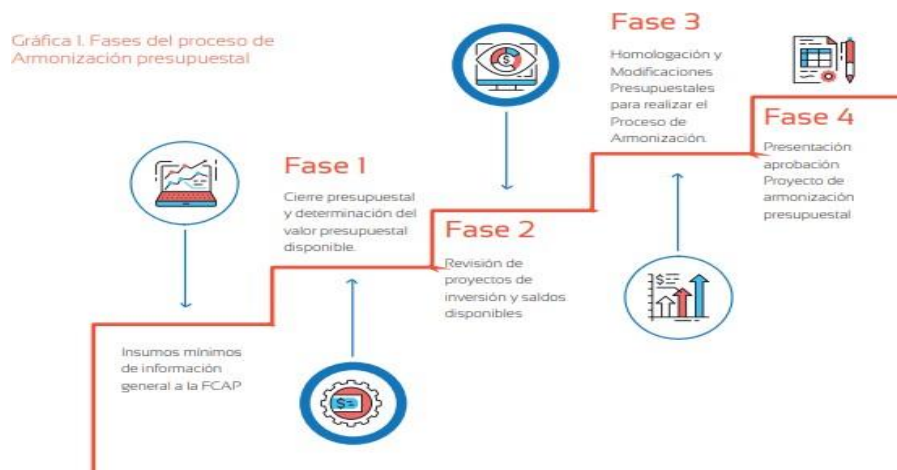 Gráfica 1. Fases del proceso de
Armonización presupuestal
Insumos mínimos
de información
general a la FCAP
Fase 1
Cierre presupuestal
y determinación del
valor presupuestal
disponible.
Fase 2
Revisión de
proyectos de
inversión y saldos
disponibles
Fase 3
Homologación y
Modificaciones
Presupuestales
para realizar el
Proceso de
Armonización.
Fase 4
Presentación
aprobación
Proyecto de
armonización
presupuestal